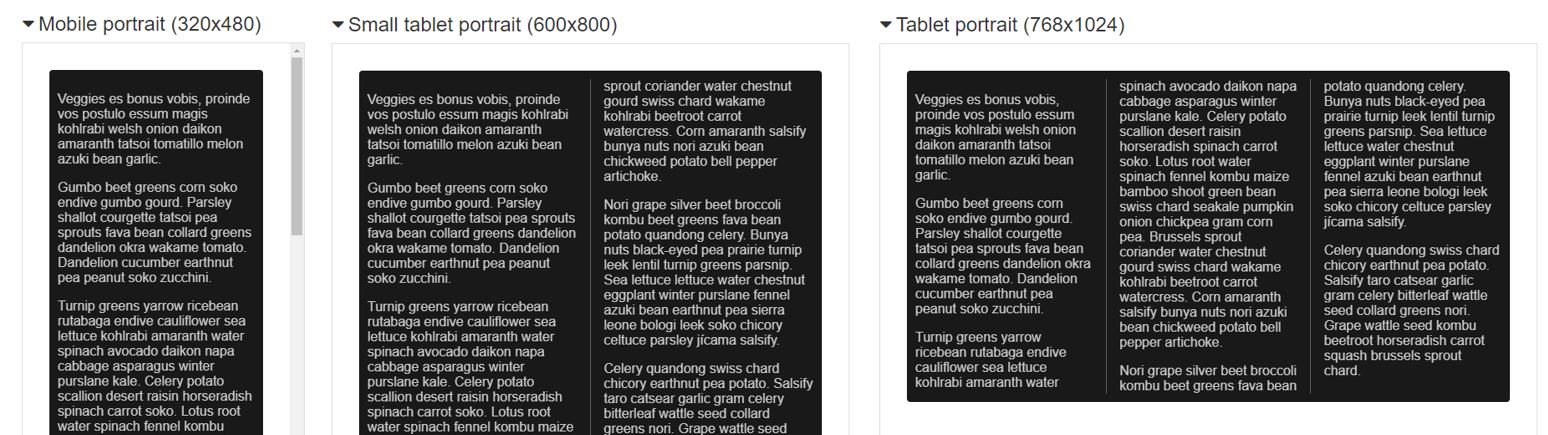 Mobile portrait (320x480)
Veggies es bonus vobis, proinde
vos postulo essum magis
kohlrabi welsh onion daikon
amaranth tatsoi tomatillo melon
azuki bean garlic.
Gumbo beet greens corn soko
endive gumbo gourd. Parsley
shallot courgette tatsoi pea
sprouts fava bean collard greens
dandelion okra wakame tomato.
Dandelion cucumber earthnut
pea peanut soko zucchini.
Turnip greens yarrow ricebean
rutabaga endive cauliflower sea
lettuce kohlrabi amaranth water
spinach avocado daikon napa
cabbage asparagus winter
purslane kale. Celery potato
scallion desert raisin horseradish
spinach carrot soko. Lotus root
water spinach fennel kombu
Small tablet portrait (600x800)
Veggies es bonus vobis, proinde
vos postulo essum magis kohlrabi
welsh onion daikon amaranth
tatsoi tomatillo melon azuki bean
garlic.
Gumbo beet greens corn soko
endive gumbo gourd. Parsley
shallot courgette tatsoi pea sprouts
fava bean collard greens dandelion
okra wakame tomato. Dandelion
cucumber earthnut pea peanut
soko zucchini.
Turnip greens yarrow ricebean
rutabaga endive cauliflower sea
lettuce kohlrabi amaranth water
spinach avocado daikon napa
cabbage asparagus winter
purslane kale. Celery potato
scallion desert raisin horseradish
spinach carrot soko. Lotus root
water spinach fennel kombu maize
sprout coriander water chestnut
gourd swiss chard wakame
kohlrabi beetroot carrot
watercress. Corn amaranth salsify
bunya nuts nori azuki bean
chickweed potato bell pepper
artichoke.
Nori grape silver beet broccoli
kombu beet greens fava bean
potato quandong celery. Bunya
nuts black-eyed pea prairie turnip
leek lentil turnip greens parsnip.
Sea lettuce lettuce water chestnut
eggplant winter purslane fennel
azuki bean earthnut pea sierra
leone bologi leek soko chicory
celtuce parsley jícama salsify.
Celery quandong swiss chard
chicory earthnut pea potato. Salsify
taro catsear garlic gram celery
bitterleaf wattle seed collard
greens nori. Grape wattle seed
Tablet portrait (768x1024)
Veggies es bonus vobis,
proinde vos postulo essum
magis kohlrabi welsh onion
daikon amaranth tatsoi
tomatillo melon azuki bean
garlic.
Gumbo beet greens corn
soko endive gumbo gourd.
Parsley shallot courgette
tatsoi pea sprouts fava bean
collard greens dandelion okra
wakame tomato. Dandelion
cucumber earthnut pea
peanut soko zucchini.
Turnip greens yarrow
ricebean rutabaga endive
cauliflower sea lettuce
kohlrabi amaranth water
spinach avocado daikon napa
cabbage asparagus winter
purslane kale. Celery potato
scallion desert raisin
horseradish spinach carrot
soko. Lotus root water
spinach fennel kombu maize
bamboo shoot green bean
swiss chard seakale pumpkin
onion chickpea gram corn
pea. Brussels sprout
coriander water chestnut
gourd swiss chard wakame
kohlrabi beetroot carrot
watercress. Corn amaranth
salsify bunya nuts nori azuki
bean chickweed potato bell
pepper artichoke.
Nori grape silver beet broccoli
kombu beet greens fava bean
potato quandong celery.
Bunya nuts black-eyed pea
prairie turnip leek lentil turnip
greens parsnip. Sea lettuce
lettuce water chestnut
eggplant winter purslane
fennel azuki bean earthnut
pea sierra leone bologi leek
soko chicory celtuce parsley
jícama salsify.
Celery quandong swiss chard
chicory earthnut pea potato.
Salsify taro catsear garlic
gram celery bitterleaf wattle
seed collard greens nori.
Grape wattle seed kombu
beetroot horseradish carrot
squash brussels sprout
chard.